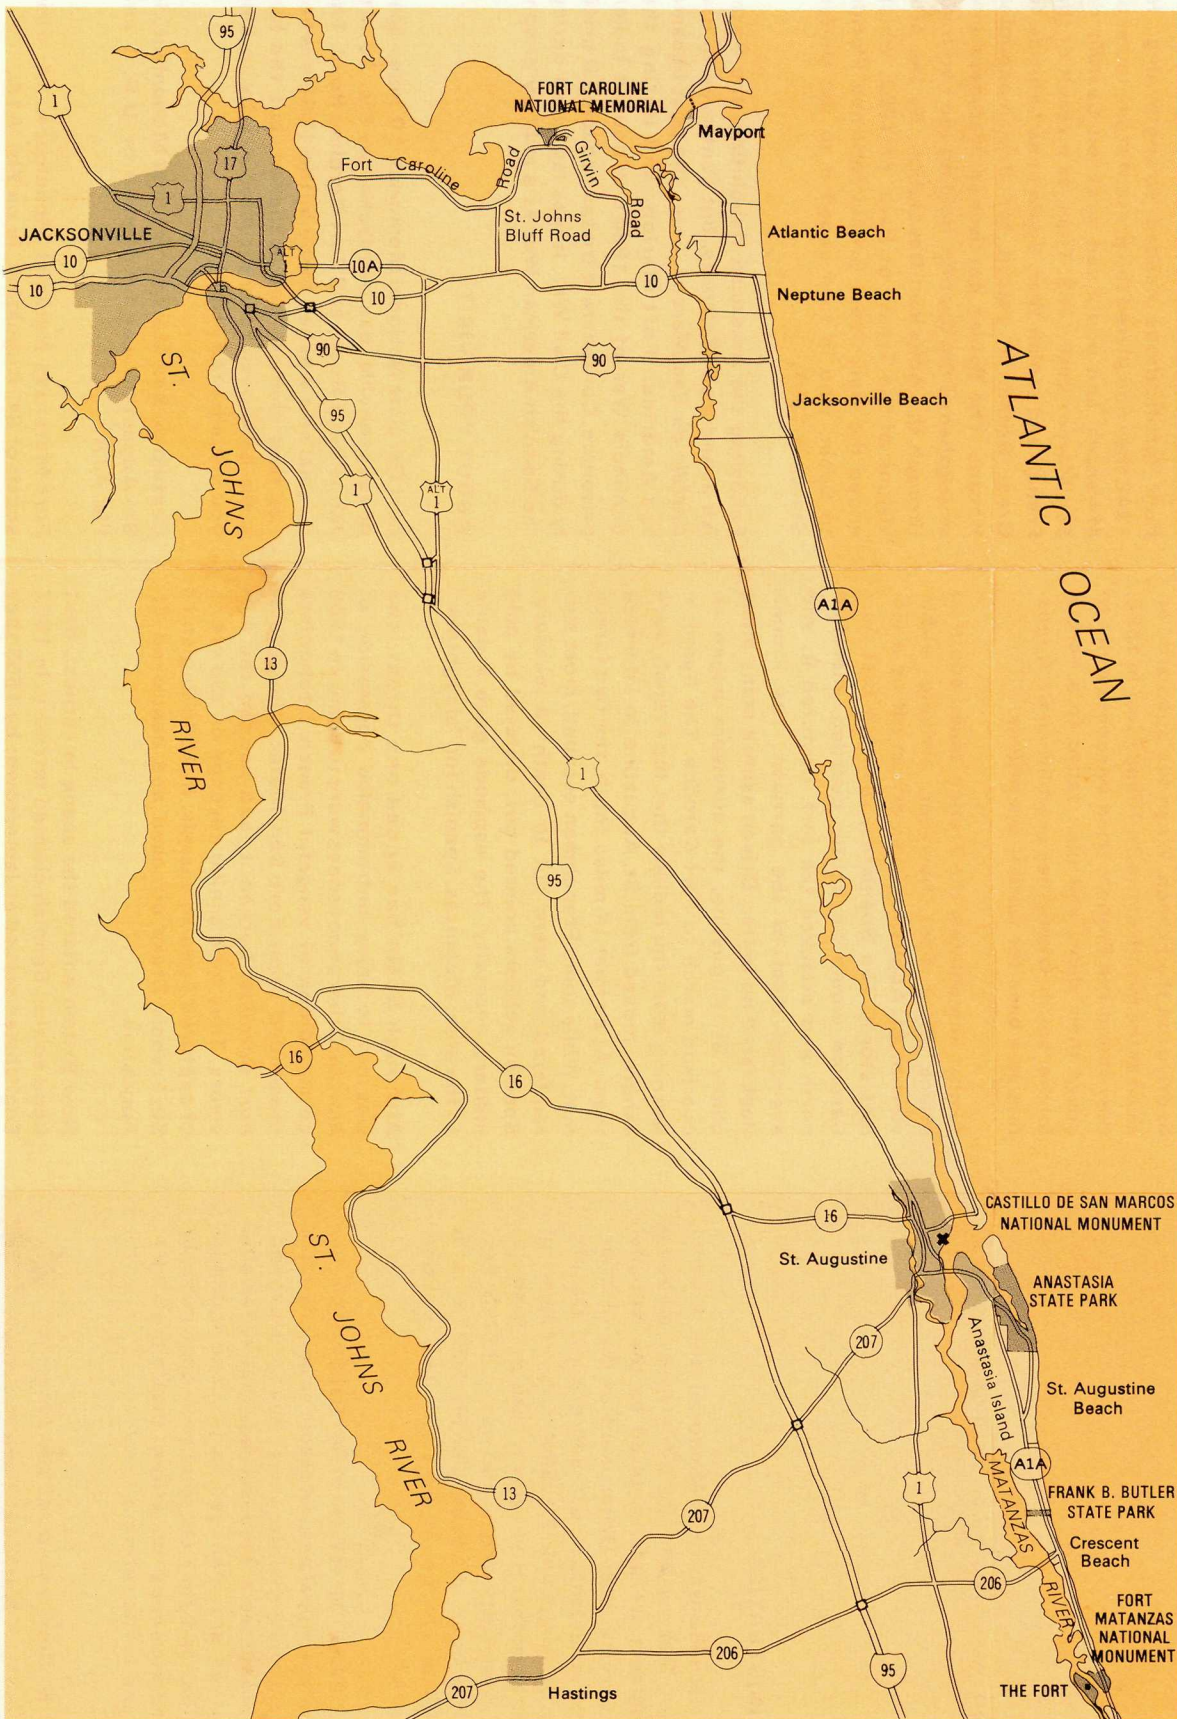 95
FORT CAROLINE
NATIONAL MEMORIAL
1
Mayport
17
Fort Caroline Road
Girvin Road
1
St. Johns
Bluff Road
JACKSONVILLE
Atlantic Beach
ALT
1
10
10A
10
10
10
Neptune Beach
90
90
ST. JOHNS RIVER
Jacksonville Beach
ATLANTIC OCEAN
95
1
ALT
1
A1A
13
1
95
16
16
CASTILLO DE SAN MARCOS
NATIONAL MONUMENT
16
St. Augustine
ANASTASIA
STATE PARK
ST. JOHNS RIVER
207
Anastasia Island
St. Augustine
Beach
A1A
MATANZAS RIVER
1
13
FRANK B. BUTLER
STATE PARK
207
Crescent
Beach
206
FORT
MATANZAS
NATIONAL
MONUMENT
206
95
207
Hastings
THE FORT